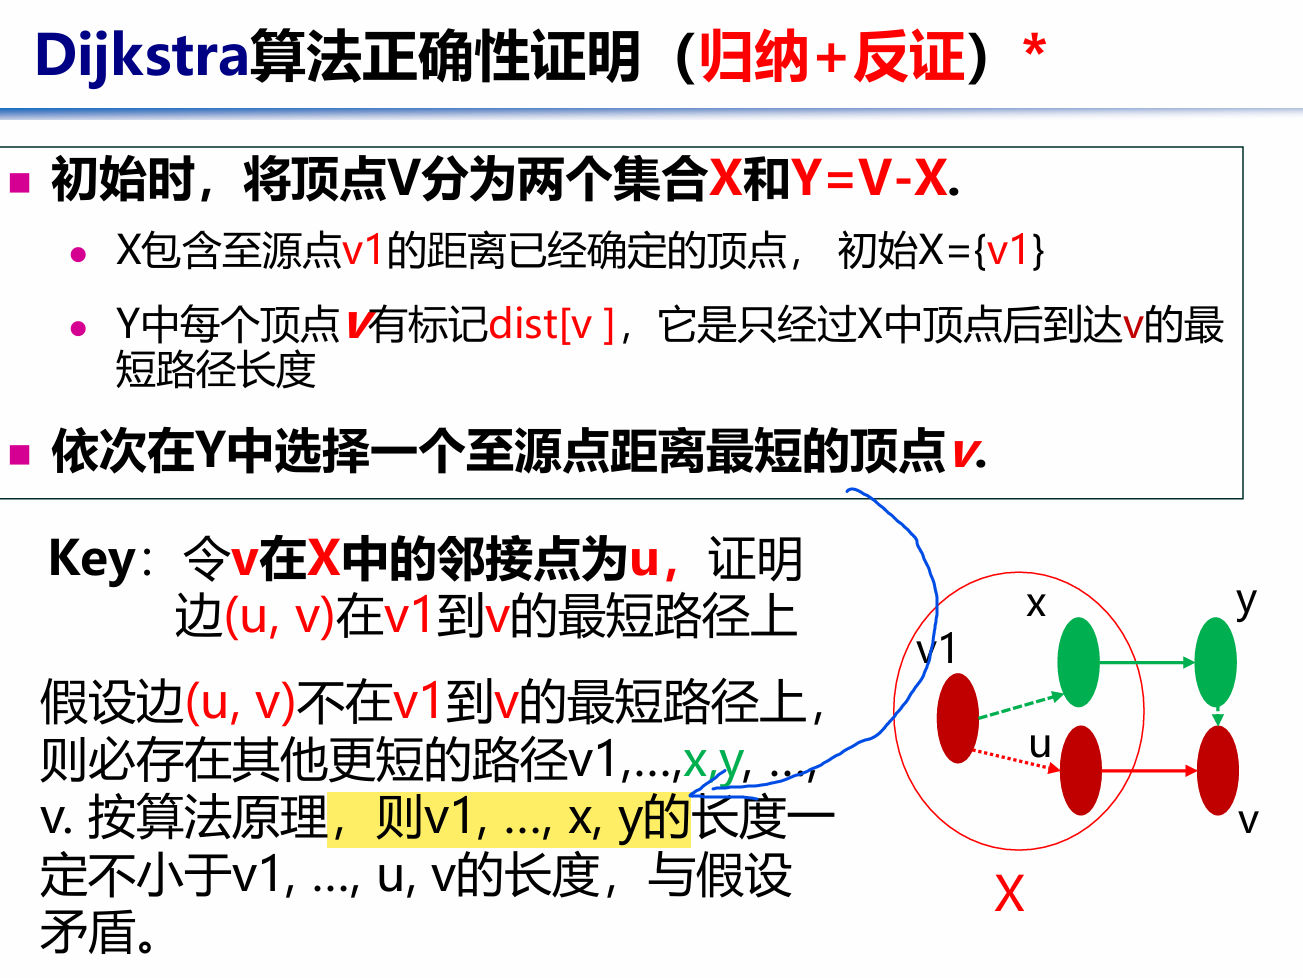 Dijkstra算法正确性证明（归纳+反证）*
初始时，将顶点V分为两个集合X和Y=V-X.
X包含至源点v1的距离已经确定的顶点， 初始X={v1}
Y中每个顶点v有标记dist[v ]，它是只经过X中顶点后到达v的最
短路径长度
依次在Y中选择一个至源点距离最短的顶点v.
Key：令v在X中的邻接点为u，证明
边(u, v)在v1到v的最短路径上
假设边(u, v)不在v1到v的最短路径上，
则必存在其他更短的路径v1,…,x,y, …,
v. 按算法原理，则v1, …, x, y的长度一
定不小于v1, …, u, v的长度，与假设
矛盾。
x
y
v1
u
v
X